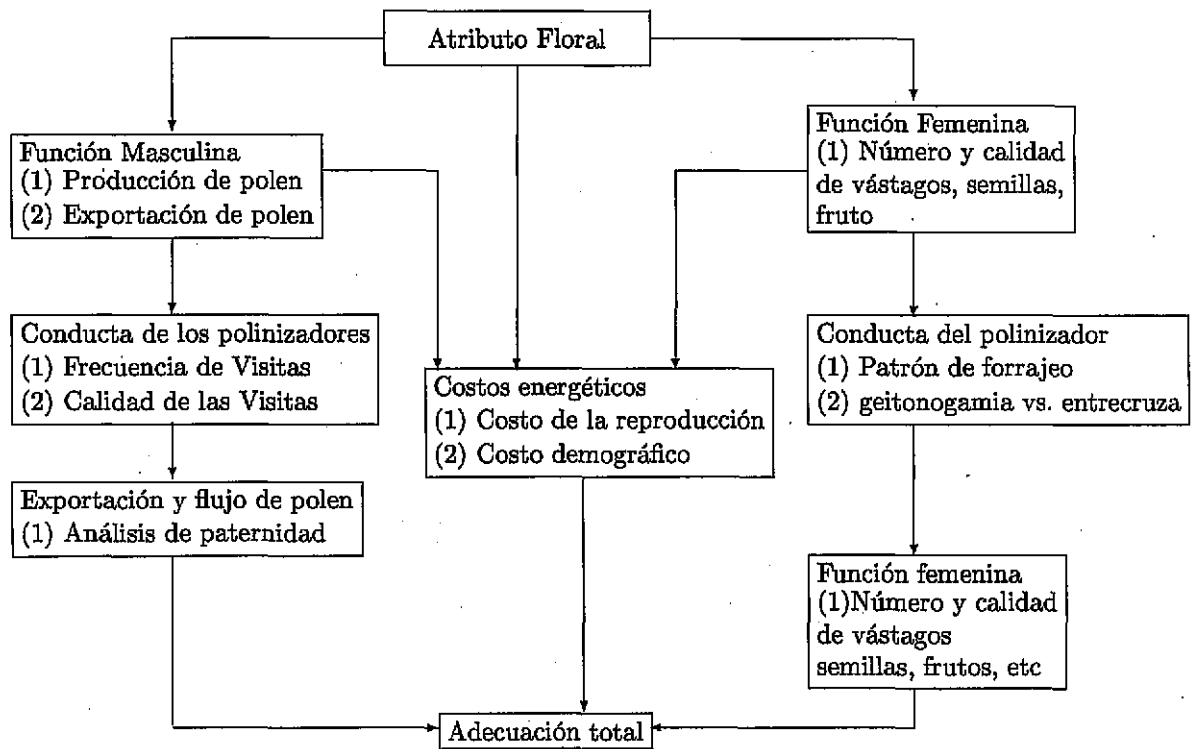 Atributo Floral
Función Masculina
(1) Producción de polen
(2) Exportación de polen
Función Femenina
(1) Número y calidad
de vástagos, semillas,
fruto
Conducta de los polinizadores
(1) Frecuencia de Visitas
(2) Calidad de las Visitas
Costos energéticos
(1) Costo de la reproducción
(2) Costo demográfico
Conducta del polinizador
(1) Patrón de forrajeo
(2) geitonogamia vs. entrecruza
Exportación y flujo de polen
(1) Análisis de paternidad
Función femenina
(1)Número y calidad
de vástagos
semillas, frutos, etc
Adecuación total